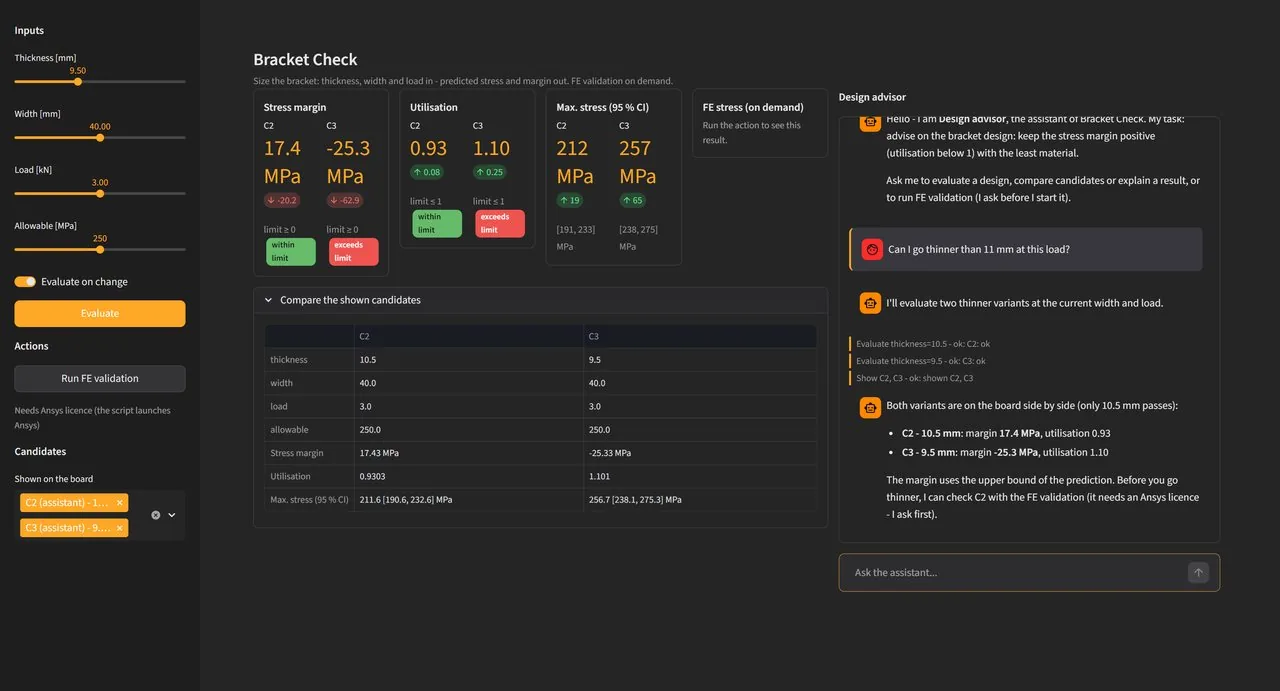 Inputs
Thickness [mm]
9.50
Width [mm]
40.00
Load [kN]
3.00
Allowable [MPa]
250
Evaluate on change
Evaluate
Actions
Run FE validation
Needs Ansys licence (the script launches
Ansys)
Candidates
Shown on the board
C2 (assistant) - 1... ×
C3 (assistant) - 9.... ×
Bracket Check
Size the bracket: thickness, width and load in - predicted stress and margin out. FE validation on demand.
Stress margin
C2 C3
17.4 -25.3
MPa MPa
↓ -20.2 ↓ -62.9
limit ≥ 0 limit ≥ 0
within exceeds
limit limit
Utilisation
C2 C3
0.93 1.10
↑ 0.08 ↑ 0.25
limit ≤ 1 limit ≤ 1
within exceeds
limit limit
Max. stress (95 % CI)
C2 C3
212 257
MPa MPa
↑ 19 ↑ 65
[191, 233] [238, 275]
MPa MPa
FE stress (on demand)
Run the action to see this
result.
Compare the shown candidates
C2 C3
thickness 10.5 9.5
width 40.0 40.0
load 3.0 3.0
allowable 250.0 250.0
Stress margin 17.43 MPa -25.33 MPa
Utilisation 0.9303 1.101
Max. stress (95 % CI) 211.6 [190.6, 232.6] MPa 256.7 [238.1, 275.3] MPa
Design advisor
Hello - I am Design advisor, the assistant of Bracket Check. My task:
advise on the bracket design: keep the stress margin positive
(utilisation below 1) with the least material.
Ask me to evaluate a design, compare candidates or explain a result, or
to run FE validation (I ask before I start it).
Can I go thinner than 11 mm at this load?
I'll evaluate two thinner variants at the current width and load.
Evaluate thickness=10.5 - ok: C2: ok
Evaluate thickness=9.5 - ok: C3: ok
Show C2, C3 - ok: shown C2, C3
Both variants are on the board side by side (only 10.5 mm passes):
• C2 - 10.5 mm: margin 17.4 MPa, utilisation 0.93
• C3 - 9.5 mm: margin -25.3 MPa, utilisation 1.10
The margin uses the upper bound of the prediction. Before you go
thinner, I can check C2 with the FE validation (it needs an Ansys licence
- I ask first).
Ask the assistant...